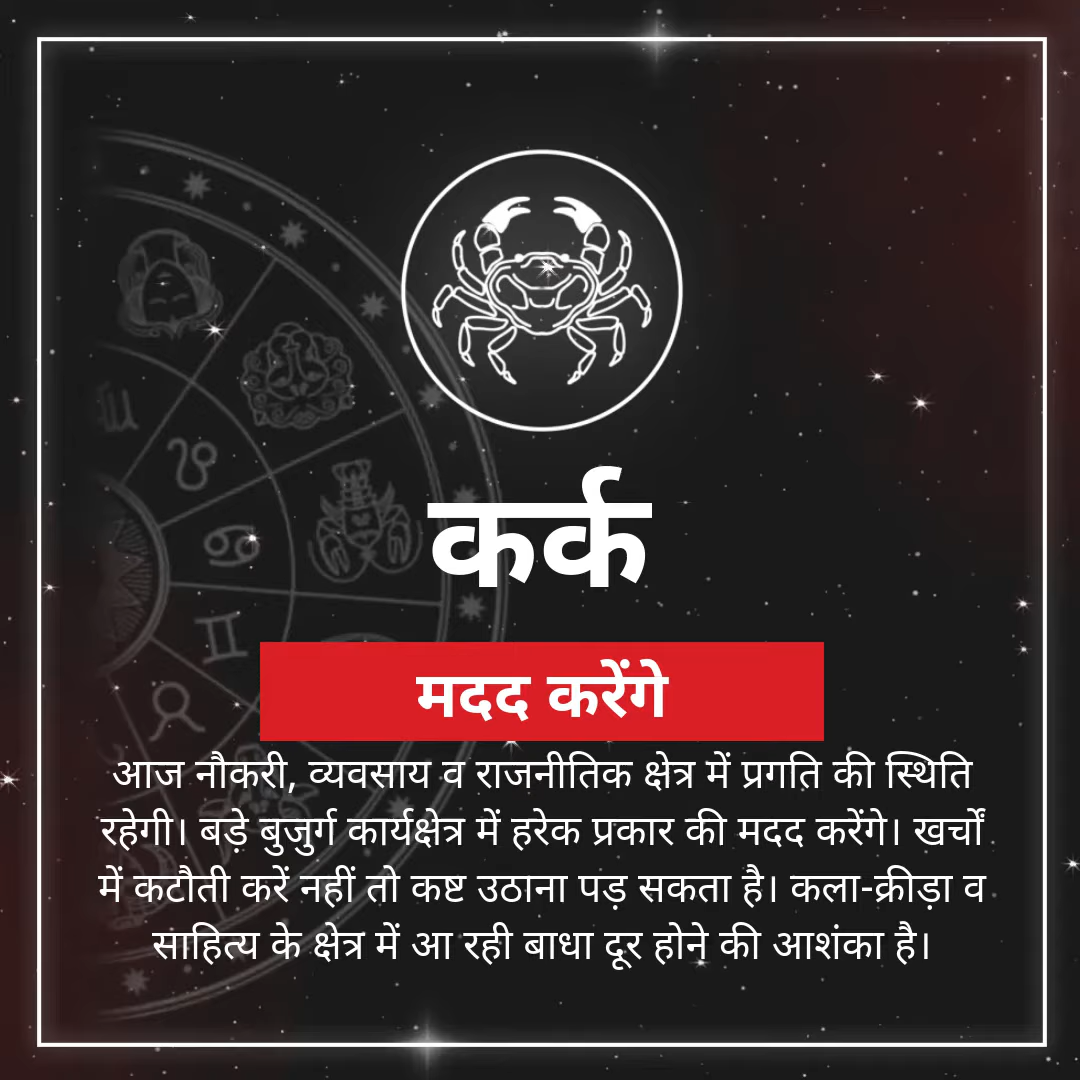 कर्क
मदद करेंगे
आज नौकरी, व्यवसाय व राजनीतिक क्षेत्र में प्रगति की स्थिति
रहेगी। बड़े बुजुर्ग कार्यक्षेत्र में हरेक प्रकार की मदद करेंगे। खर्चों
में कटौती करें नहीं तो कष्ट उठाना पड़ सकता है। कला-क्रीड़ा व
साहित्य के क्षेत्र में आ रही बाधा दूर होने की आशंका है।